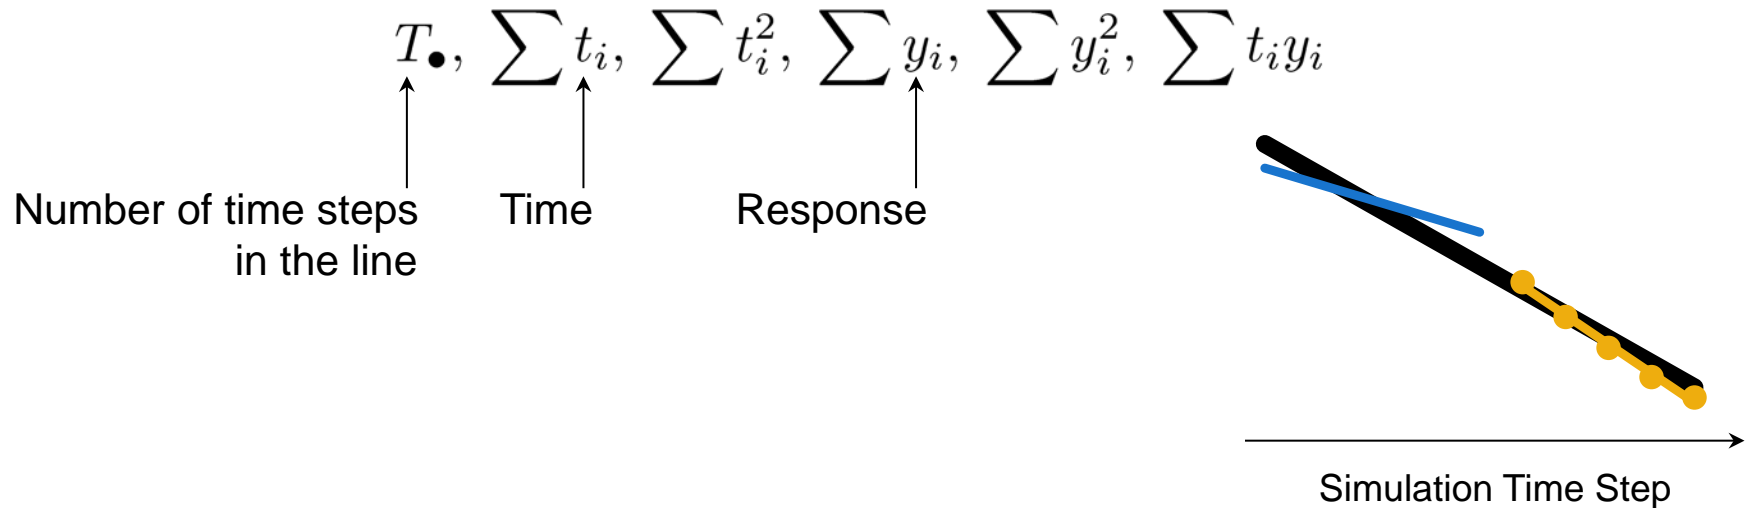 T●, ∑ tᵢ, ∑ tᵢ², ∑ yᵢ, ∑ yᵢ², ∑ tᵢyᵢ
Number of time steps
in the line
Time
Response
Simulation Time Step